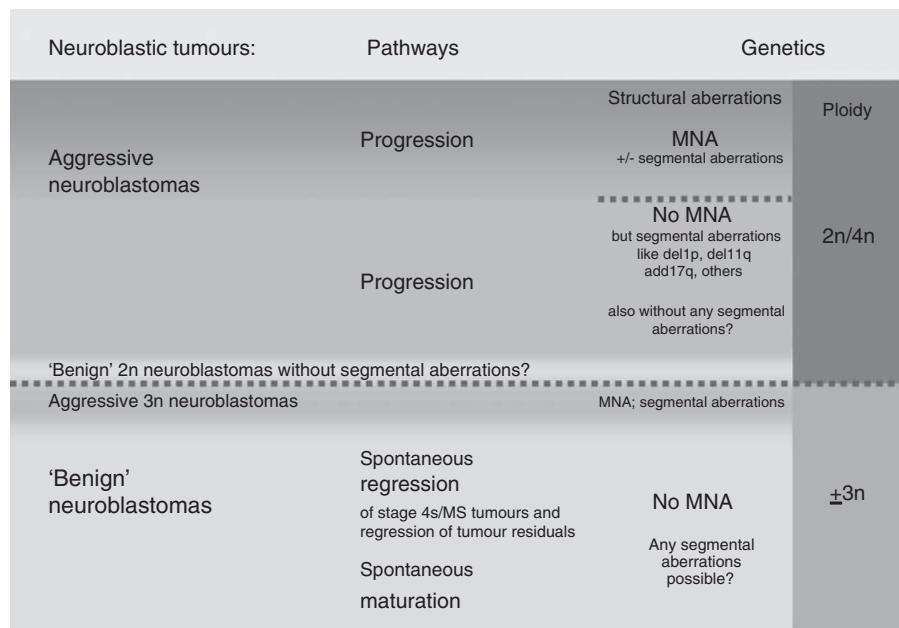 Neuroblastic tumours: Pathways Genetics
Structural aberrations
Ploidy
Aggressive
neuroblastomas
Progression
MNA
+/- segmental aberrations
No MNA
but segmental aberrations
like del1p, del11q
add17q, others
2n/4n
Progression
also without any segmental
aberrations?
‘Benign’ 2n neuroblastomas without segmental aberrations?
Aggressive 3n neuroblastomas MNA; segmental aberrations
‘Benign’
neuroblastomas
Spontaneous
regression
of stage 4s/MS tumours and
regression of tumour residuals
Spontaneous
maturation
No MNA
Any segmental
aberrations
possible?
±3n